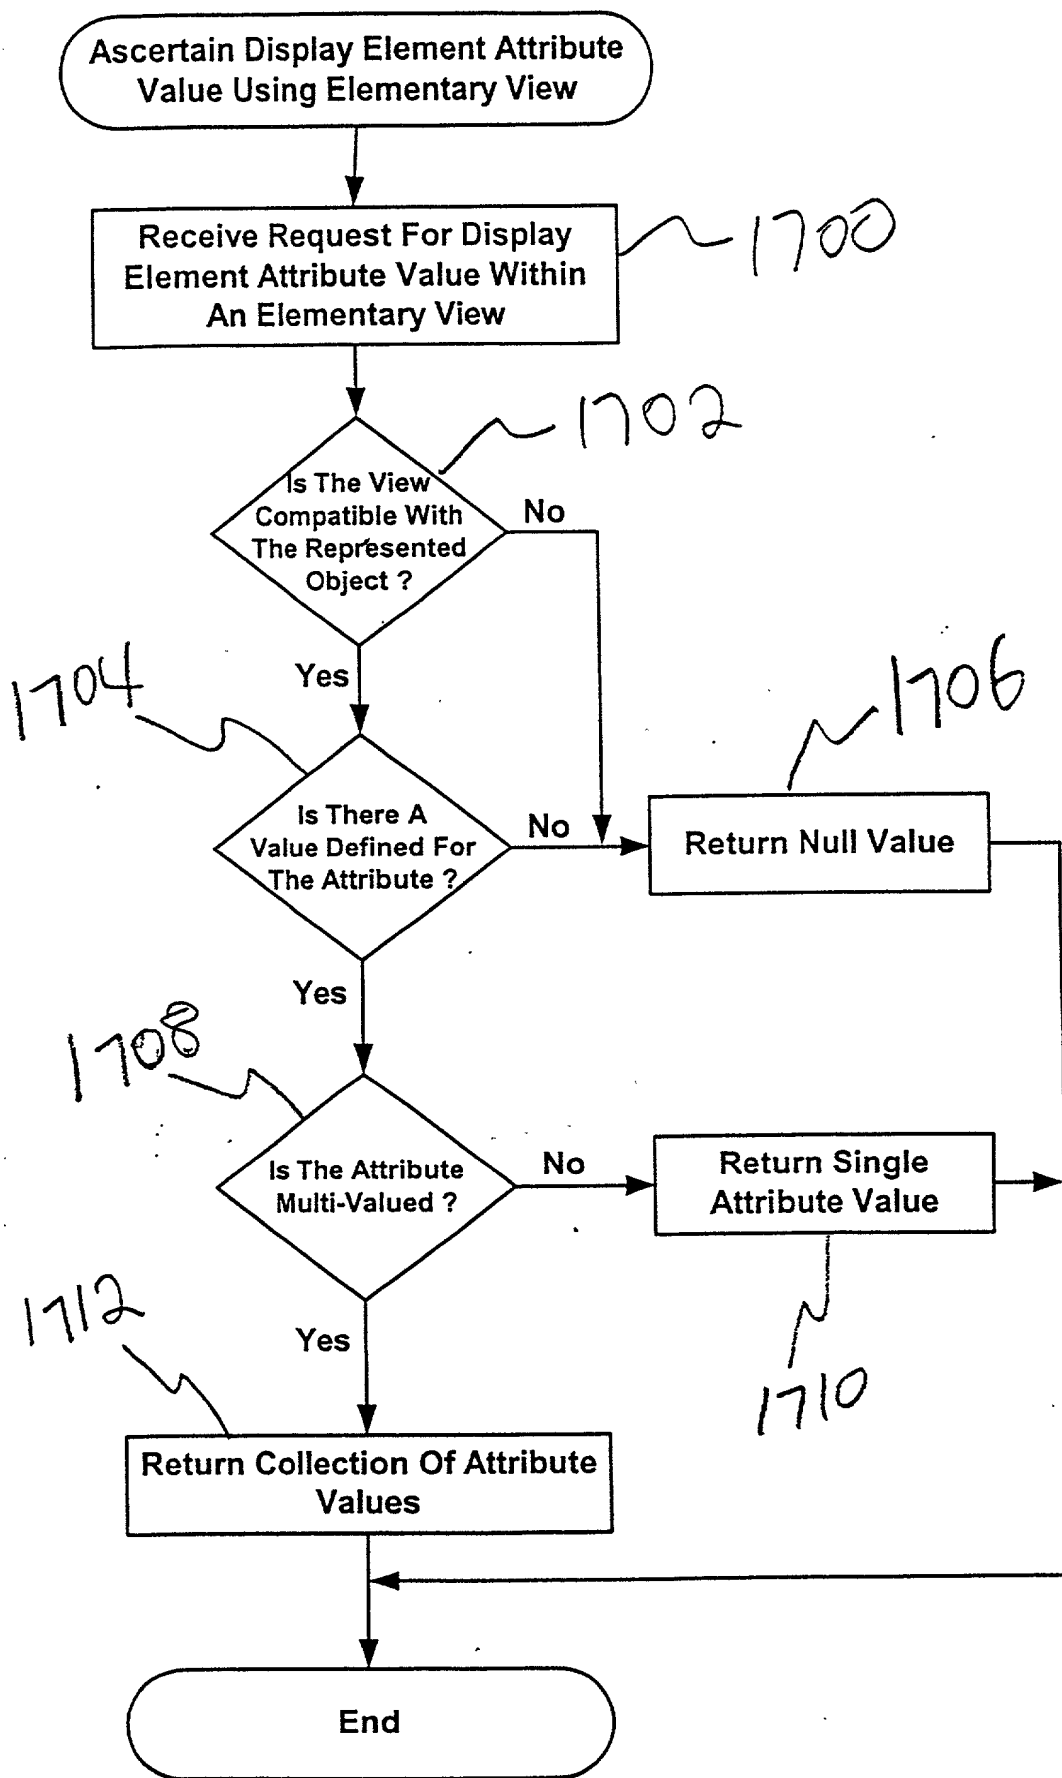 Ascertain Display Element Attribute
Value Using Elementary View
Receive Request For Display
Element Attribute Value Within
An Elementary View
1700
1702
Is The View
Compatible With
The Represented
Object ?
No
Yes
1704
1706
Is There A
Value Defined For
The Attribute ?
No
Return Null Value
Yes
1708
Is The Attribute
Multi-Valued ?
No
Return Single
Attribute Value
1710
Yes
1712
Return Collection Of Attribute
Values
End